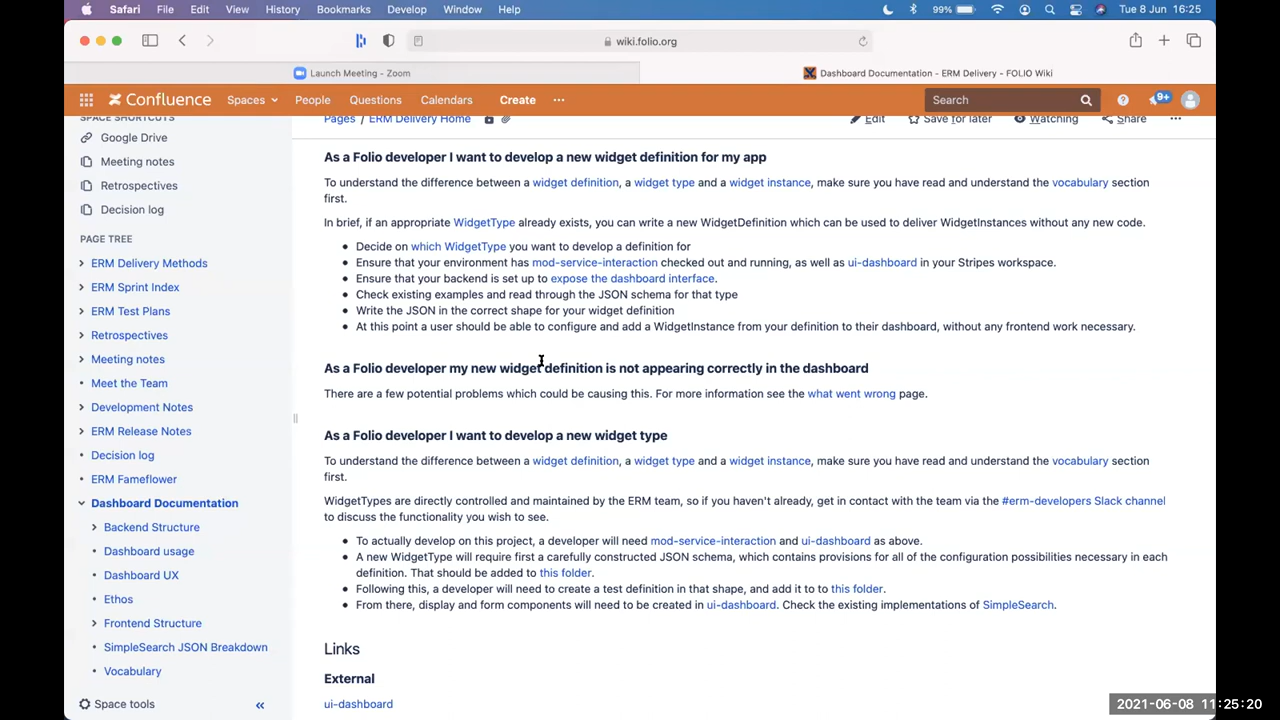 Safari File Edit View History Bookmarks Develop Window Help 99% Tue 8 Jun 16:25
wiki.folio.org
Launch Meeting - Zoom Dashboard Documentation - ERM Delivery - FOLIO Wiki
Confluence Spaces People Questions Calendars Create ··· Search 9+
SPACE SHORTCUTS
Google Drive
Meeting notes
Retrospectives
Decision log
PAGE TREE
ERM Delivery Methods
ERM Sprint Index
ERM Test Plans
Retrospectives
Meeting notes
Meet the Team
Development Notes
ERM Release Notes
Decision log
ERM Fameflower
Dashboard Documentation
Backend Structure
Dashboard usage
Dashboard UX
Ethos
Frontend Structure
SimpleSearch JSON Breakdown
Vocabulary
Space tools «
Pages / ERM Delivery Home Edit Save for later Watching Share ···
As a Folio developer I want to develop a new widget definition for my app
To understand the difference between a widget definition, a widget type and a widget instance, make sure you have read and understand the vocabulary section
first.
In brief, if an appropriate WidgetType already exists, you can write a new WidgetDefinition which can be used to deliver WidgetInstances without any new code.
• Decide on which WidgetType you want to develop a definition for
• Ensure that your environment has mod-service-interaction checked out and running, as well as ui-dashboard in your Stripes workspace.
• Ensure that your backend is set up to expose the dashboard interface.
• Check existing examples and read through the JSON schema for that type
• Write the JSON in the correct shape for your widget definition
• At this point a user should be able to configure and add a WidgetInstance from your definition to their dashboard, without any frontend work necessary.
As a Folio developer my new widget definition is not appearing correctly in the dashboard
There are a few potential problems which could be causing this. For more information see the what went wrong page.
As a Folio developer I want to develop a new widget type
To understand the difference between a widget definition, a widget type and a widget instance, make sure you have read and understand the vocabulary section
first.
WidgetTypes are directly controlled and maintained by the ERM team, so if you haven't already, get in contact with the team via the #erm-developers Slack channel
to discuss the functionality you wish to see.
• To actually develop on this project, a developer will need mod-service-interaction and ui-dashboard as above.
• A new WidgetType will require first a carefully constructed JSON schema, which contains provisions for all of the configuration possibilities necessary in each
definition. That should be added to this folder.
• Following this, a developer will need to create a test definition in that shape, and add it to to this folder.
• From there, display and form components will need to be created in ui-dashboard. Check the existing implementations of SimpleSearch.
Links
External
ui-dashboard
2021-06-08 11:25:20